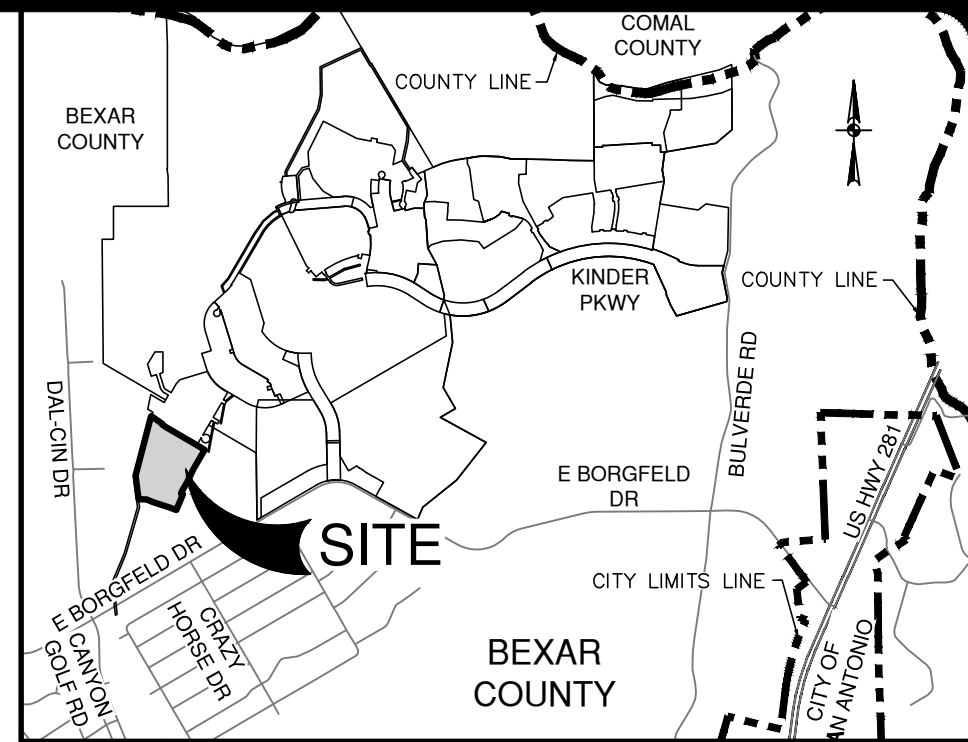 COMAL
COUNTY
COUNTY LINE
BEXAR
COUNTY
KINDER
PKWY
COUNTY LINE
BULVERDE RD
DAL-CIN DR
US HWY 281
E BORGFELD
DR
SITE
E BORGFELD DR
CITY LIMITS LINE
CRAZY
HORSE DR
CANYON
GOLF RD
BEXAR
COUNTY
CITY OF
AN ANTONIO